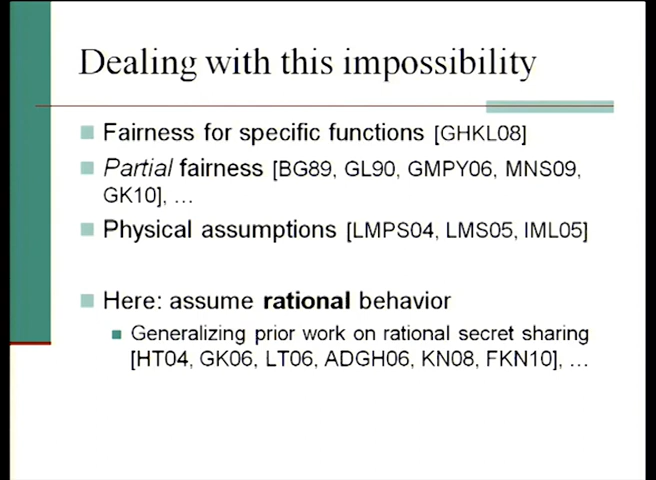 Dealing with this impossibility
Fairness for specific functions [GHKL08]
Partial fairness [BG89, GL90, GMPY06, MNS09,
GK10], …
Physical assumptions [LMPS04, LMS05, IML05]
Here: assume rational behavior
Generalizing prior work on rational secret sharing
[HT04, GK06, LT06, ADGH06, KN08, FKN10], …